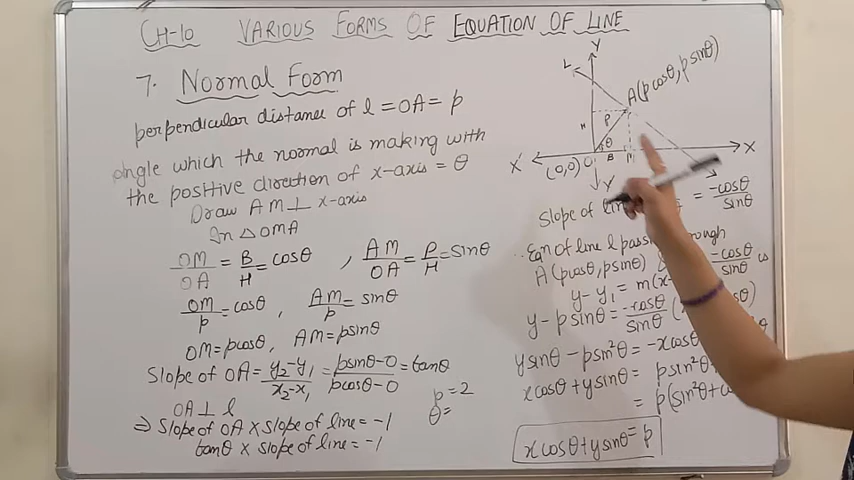 CH-10 VARIOUS FORMS OF EQUATION OF LINE
7. Normal Form
perpendicular distance of l = OA = p
angle which the normal is making with
the positive direction of x-axis = θ
Draw AM ⊥ x-axis
In △OMA
OM/OA = B/H = cosθ , AM/OA = P/H = sinθ
OM/p = cosθ , AM/p = sinθ
OM = pcosθ , AM = psinθ
Slope of OA = y₂-y₁/x₂-x₁ = psinθ-0/pcosθ-0 = tanθ
OA ⊥ l
⇒ Slope of OA × slope of line = -1
tanθ × slope of line = -1
p = 2
θ =
Y
L
A(pcosθ, psinθ)
P
θ
X' (0,0) O B M X
Y'
Slope of = -cosθ/sinθ
∴ Eqn of line l through
A(pcosθ, psinθ) & -cosθ/sinθ is
y-y₁ = m(x-
y-psinθ = -cosθ/sinθ (
ysinθ - psin²θ = -xcosθ
xcosθ + ysinθ = psin²θ
= p(sin²θ +
xcosθ + ysinθ = p